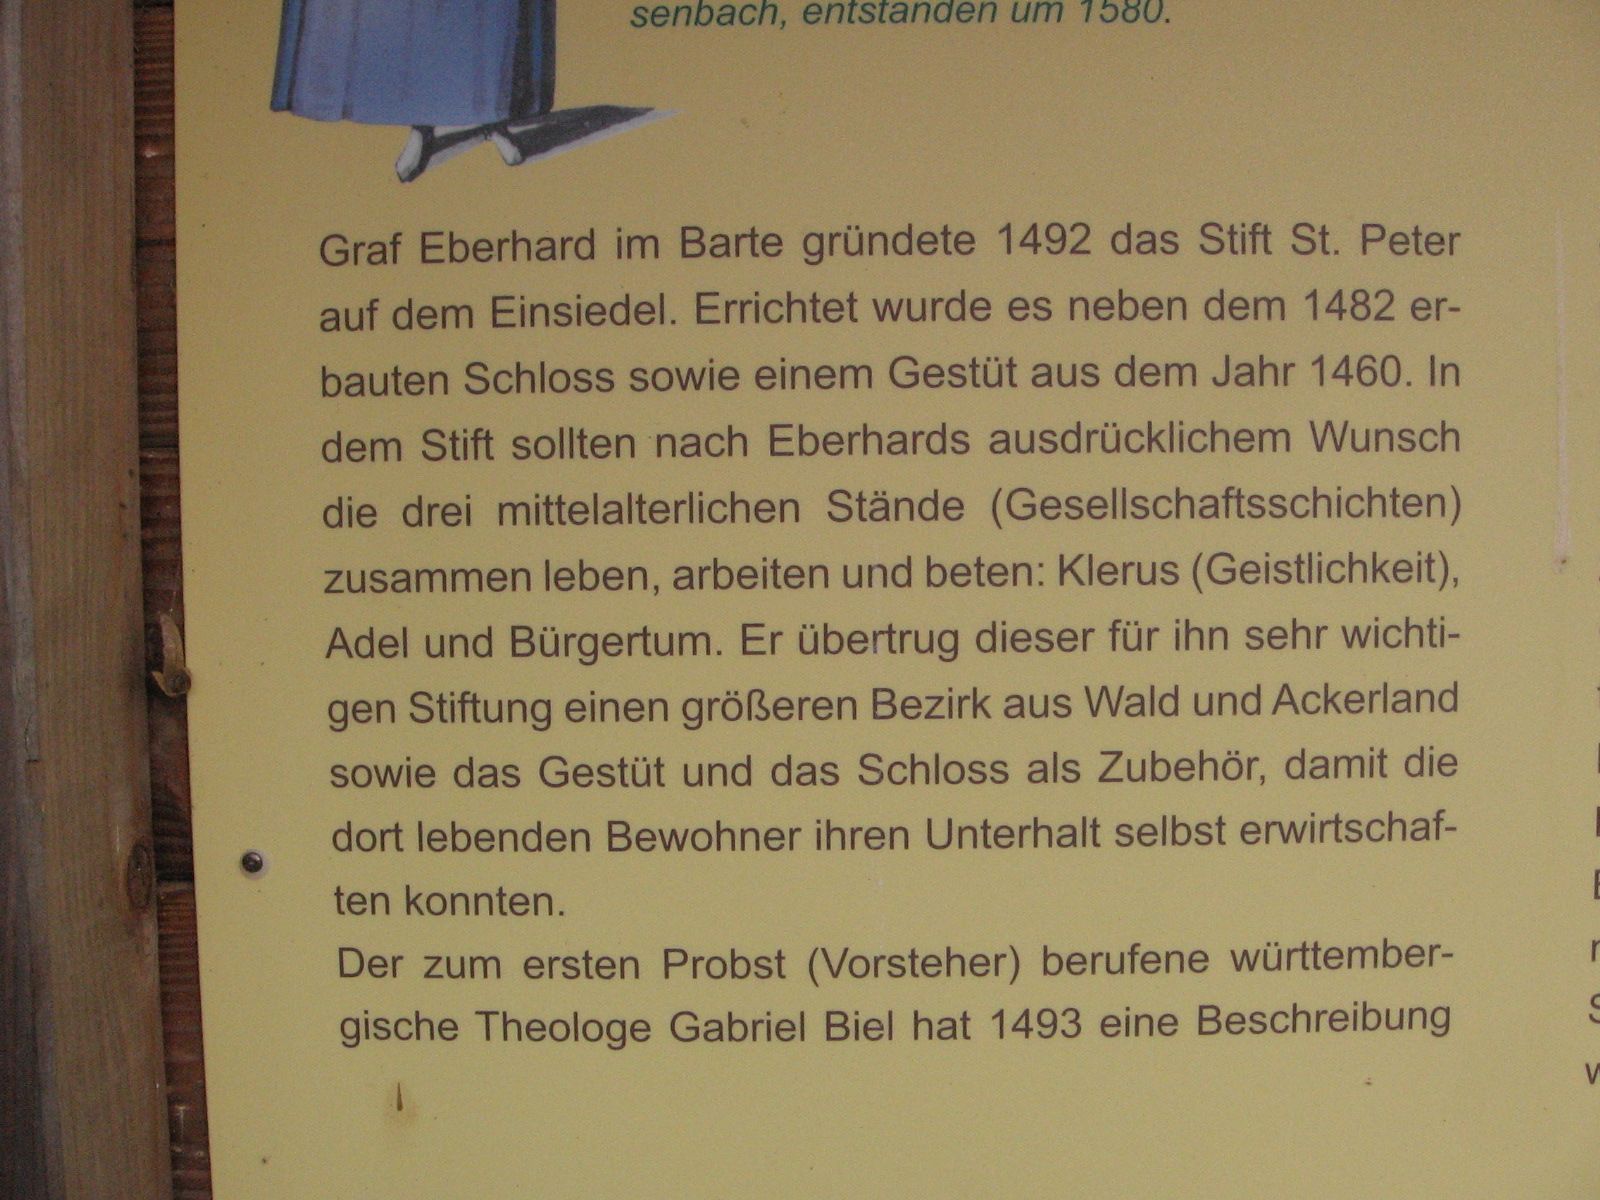 senbach, entstanden um 1580.
Graf Eberhard im Barte gründete 1492 das Stift St. Peter
auf dem Einsiedel. Errichtet wurde es neben dem 1482 er-
bauten Schloss sowie einem Gestüt aus dem Jahr 1460. In
dem Stift sollten nach Eberhards ausdrücklichem Wunsch
die drei mittelalterlichen Stände (Gesellschaftsschichten)
zusammen leben, arbeiten und beten: Klerus (Geistlichkeit),
Adel und Bürgertum. Er übertrug dieser für ihn sehr wichti-
gen Stiftung einen größeren Bezirk aus Wald und Ackerland
sowie das Gestüt und das Schloss als Zubehör, damit die
dort lebenden Bewohner ihren Unterhalt selbst erwirtschaf-
ten konnten.
Der zum ersten Probst (Vorsteher) berufene württember-
gische Theologe Gabriel Biel hat 1493 eine Beschreibung